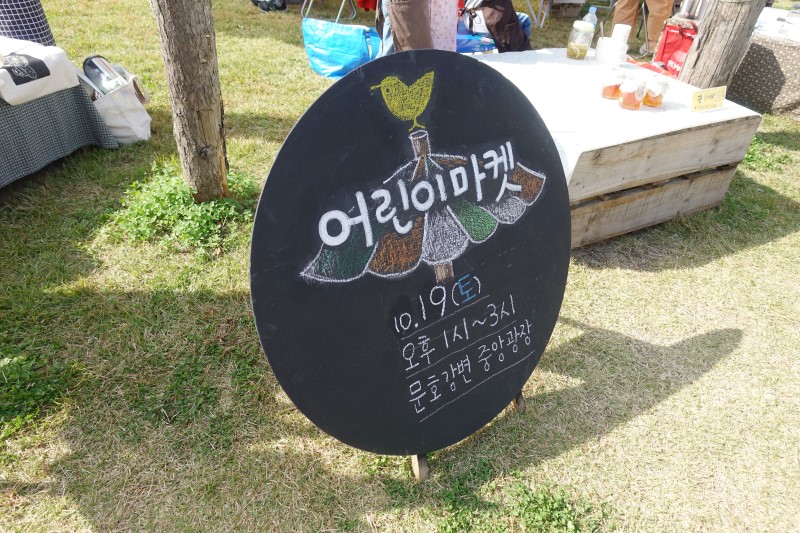 어린이마켓
10.19(토)
오후 1시~3시
문호강변 중앙광장